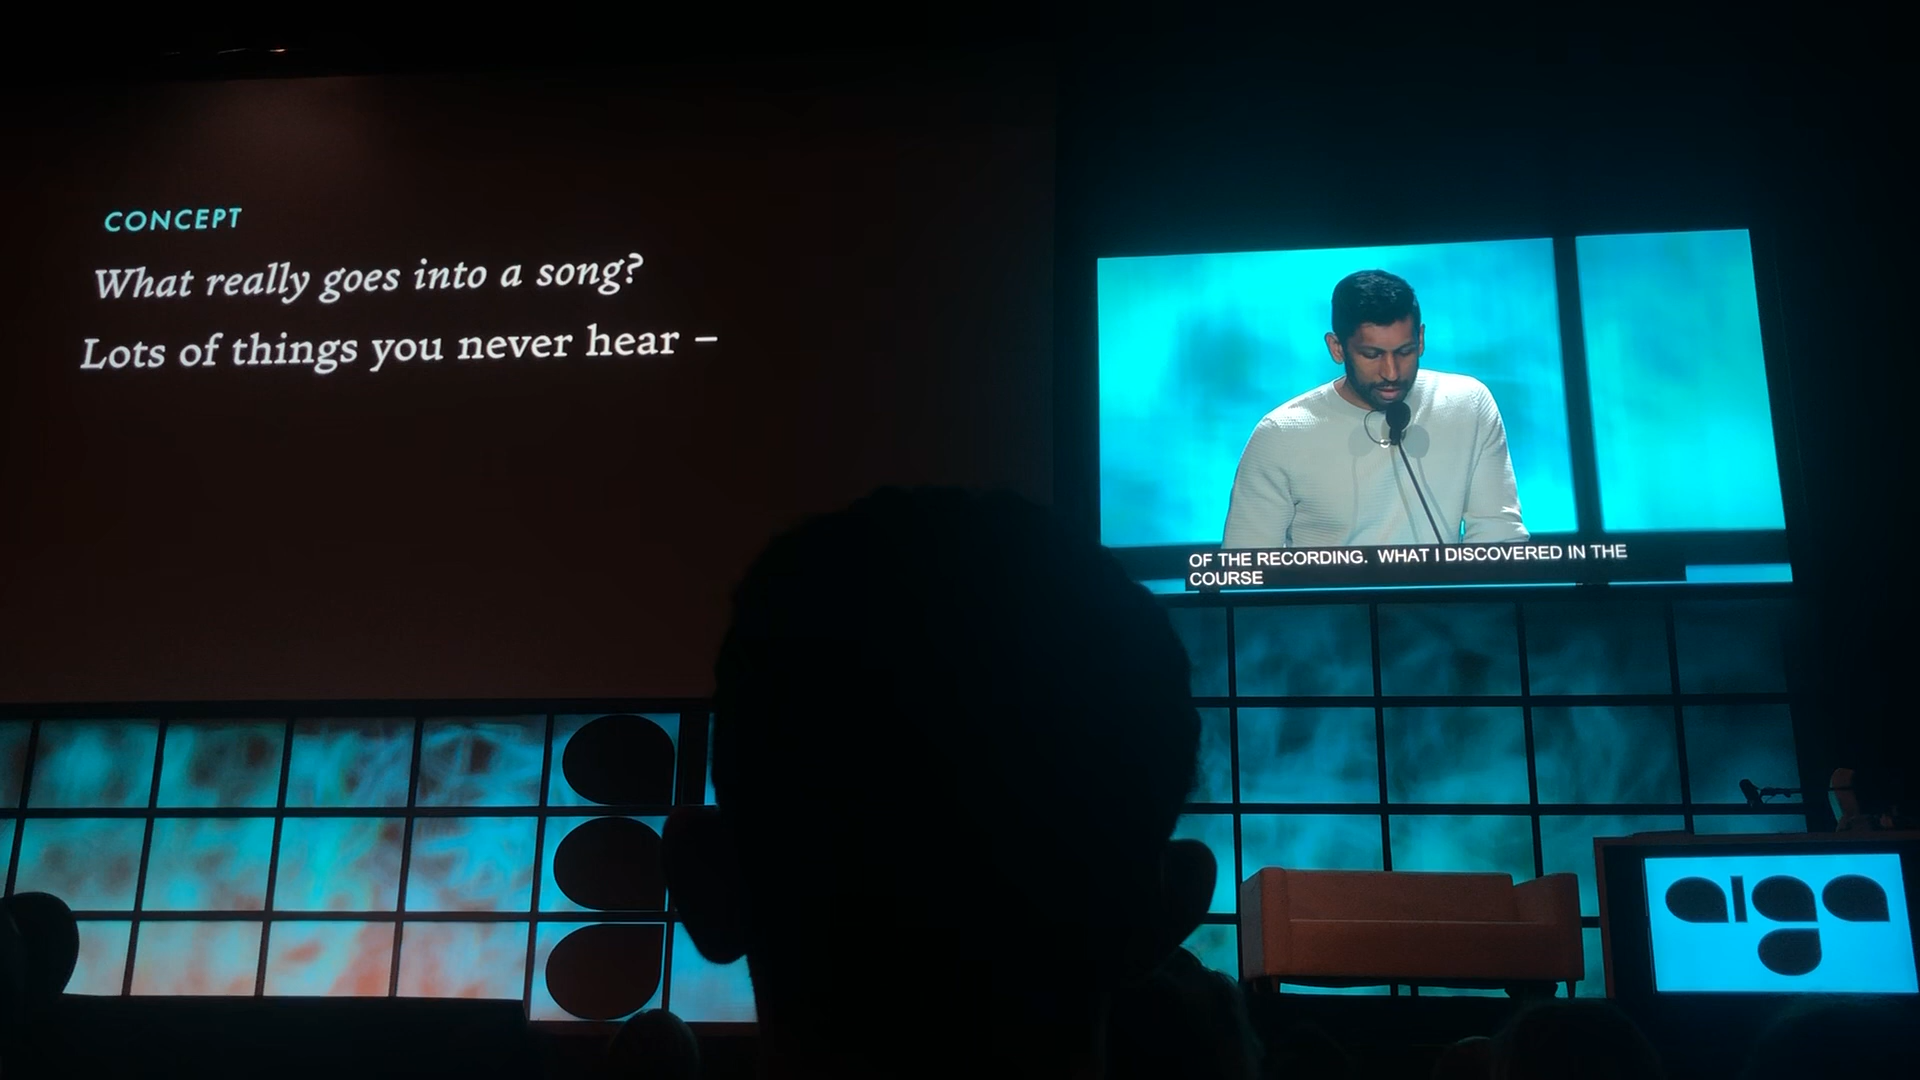 CONCEPT
What really goes into a song?
Lots of things you never hear –
OF THE RECORDING.  WHAT I DISCOVERED IN THE
COURSE
aiga